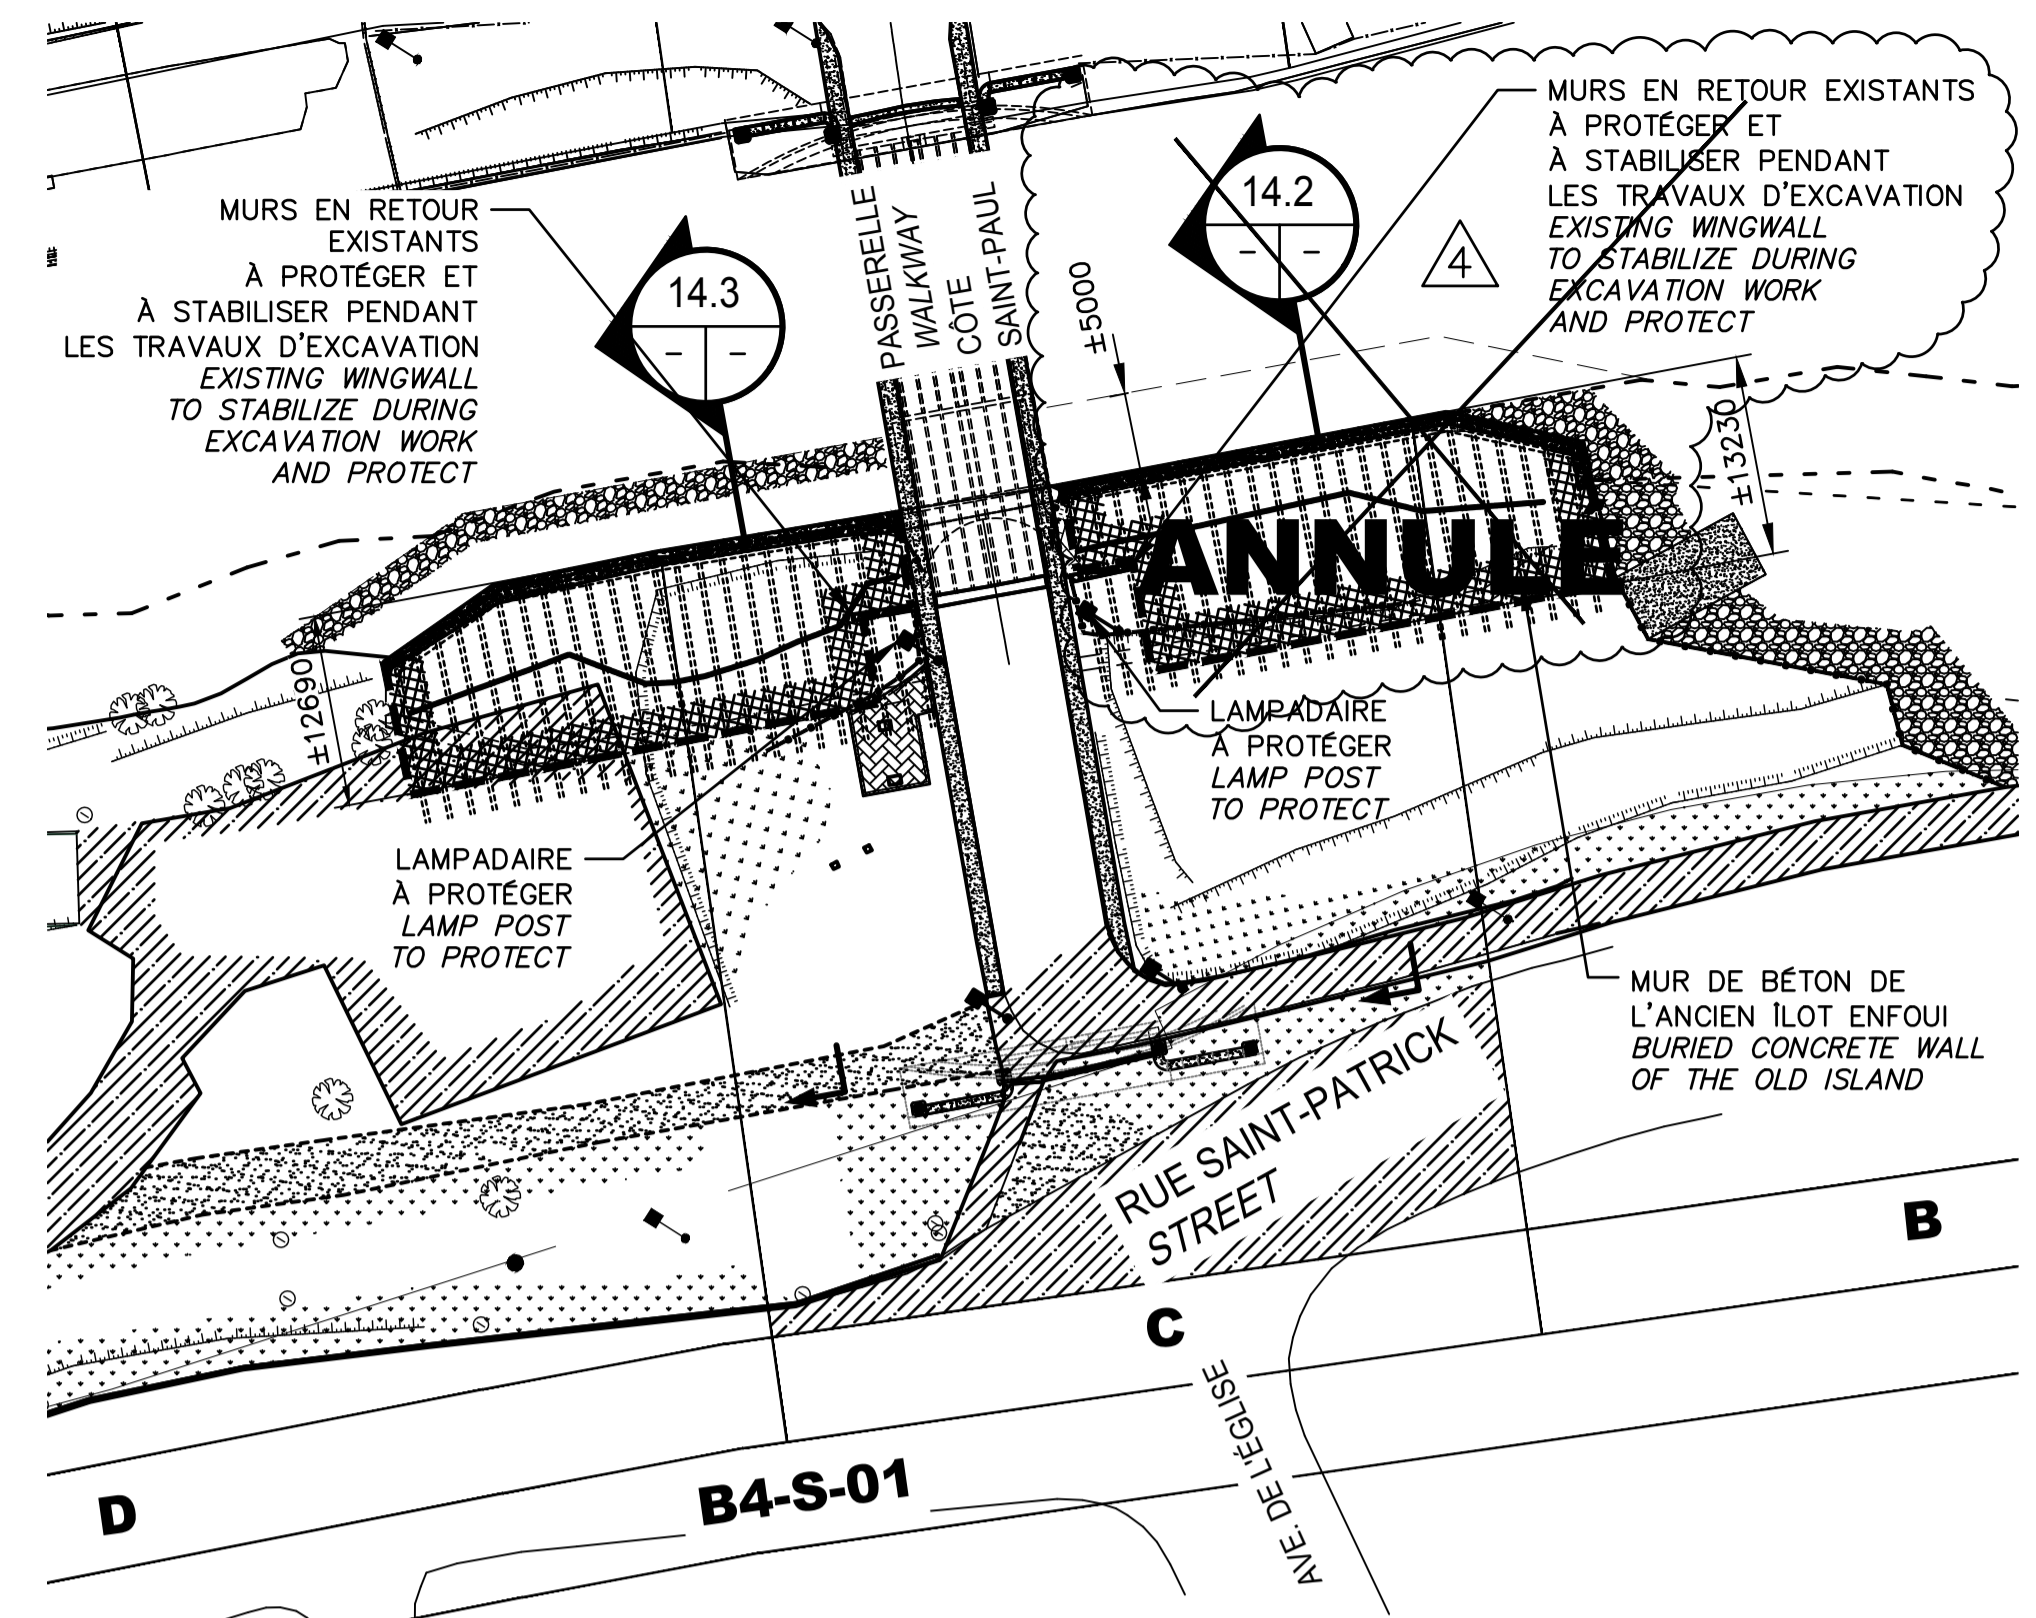 MURS EN RETOUR
EXISTANTS
À PROTÉGER ET
À STABILISER PENDANT
LES TRAVAUX D'EXCAVATION
EXISTING WINGWALL
TO STABILIZE DURING
EXCAVATION WORK
AND PROTECT
14.3
- -
PASSERELLE
WALKWAY
CÔTE
SAINT-PAUL
±5000
14.2
- -
4
MURS EN RETOUR EXISTANTS
À PROTÉGER ET
À STABILISER PENDANT
LES TRAVAUX D'EXCAVATION
EXISTING WINGWALL
TO STABILIZE DURING
EXCAVATION WORK
AND PROTECT
±13230
ANNULE
±12690
LAMPADAIRE
À PROTÉGER
LAMP POST
TO PROTECT
LAMPADAIRE
À PROTÉGER
LAMP POST
TO PROTECT
MUR DE BÉTON DE
L'ANCIEN ÎLOT ENFOUI
BURIED CONCRETE WALL
OF THE OLD ISLAND
RUE SAINT-PATRICK
STREET
B
C
AVE. DE L'ÉGLISE
B4-S-01
D